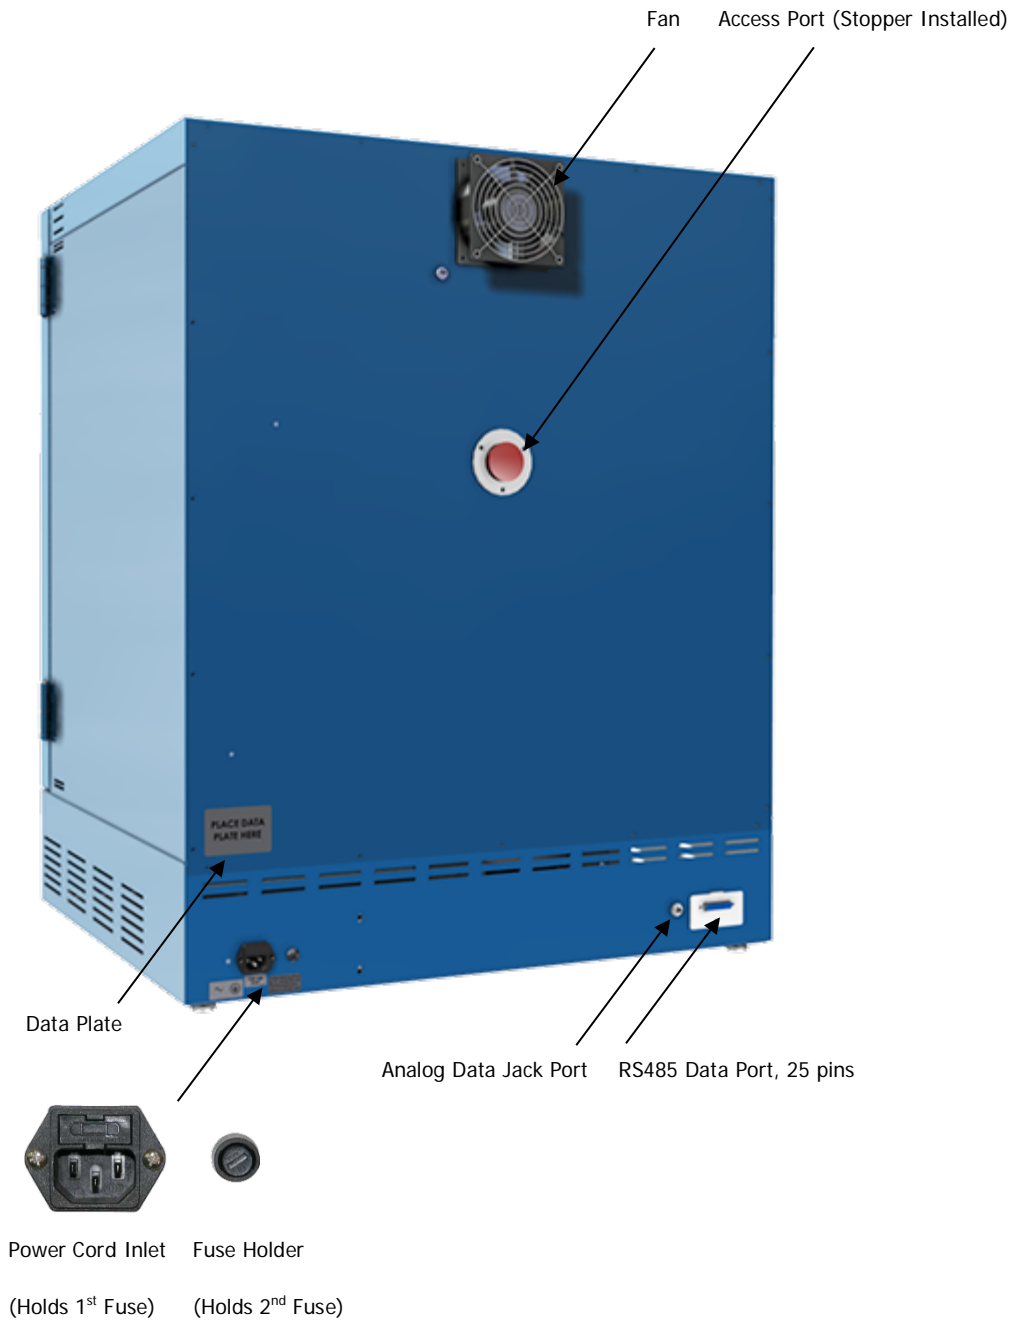 Fan
Access Port (Stopper Installed)
PLACE DATA
PLATE HERE
Data Plate
Analog Data Jack Port
RS485 Data Port, 25 pins
Power Cord Inlet
Fuse Holder
(Holds 1st Fuse)
(Holds 2nd Fuse)